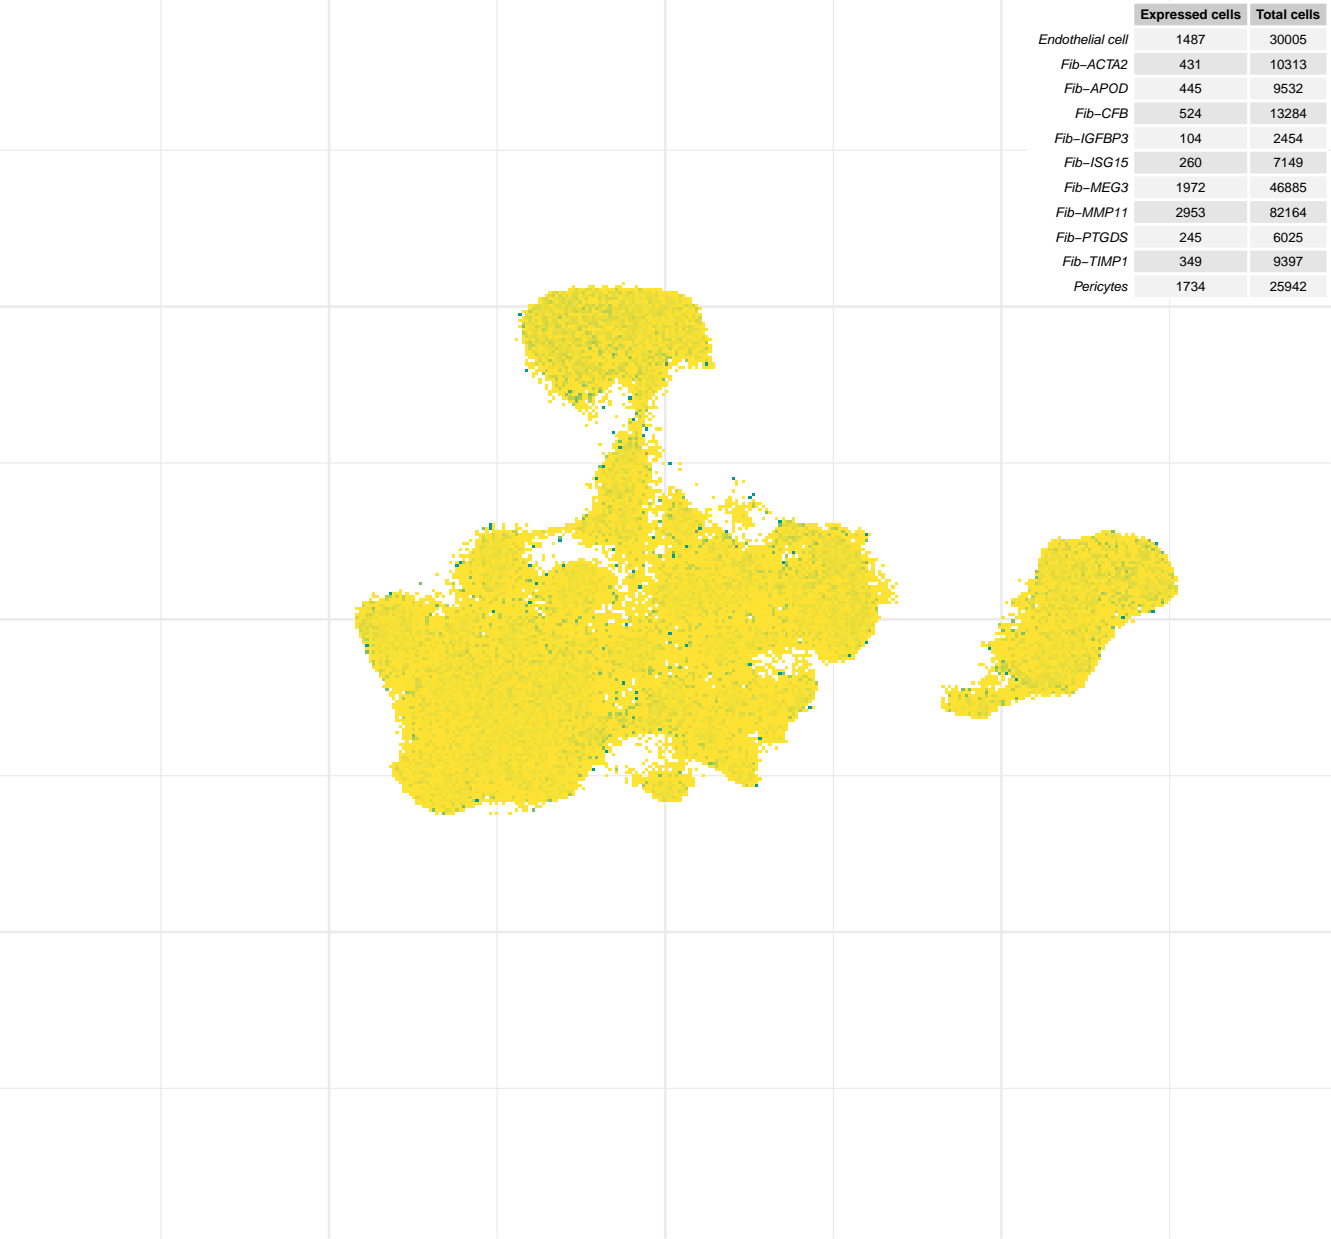 Expressed cells Total cells
Endothelial cell 1487 30005
Fib−ACTA2 431 10313
Fib−APOD 445 9532
Fib−CFB 524 13284
Fib−IGFBP3 104 2454
Fib−ISG15 260 7149
Fib−MEG3 1972 46885
Fib−MMP11 2953 82164
Fib−PTGDS 245 6025
Fib−TIMP1 349 9397
Pericytes 1734 25942